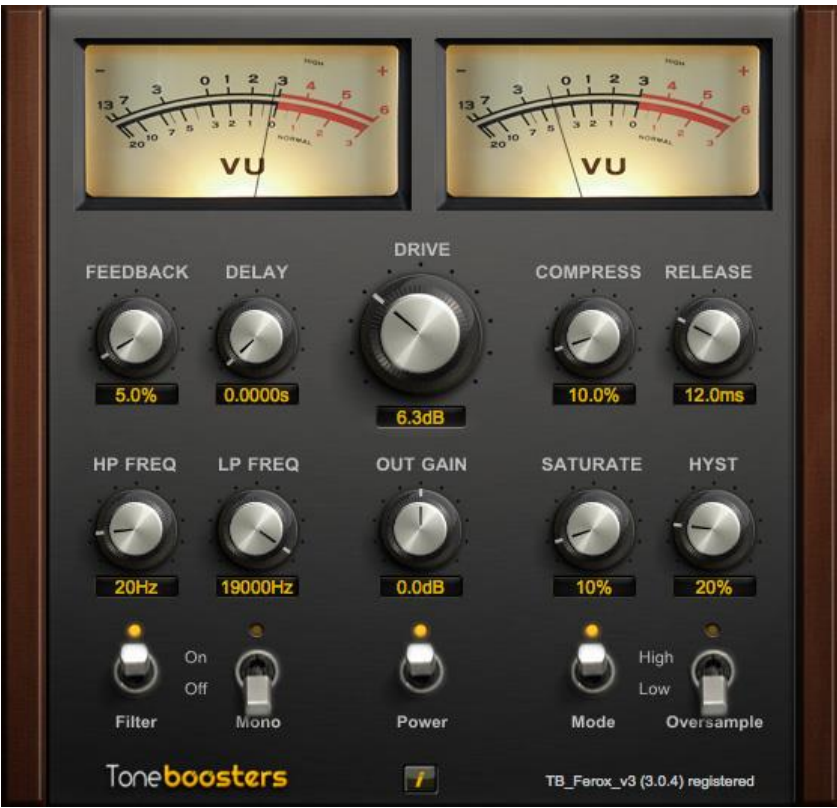 - HIGH +
13 7 3 0 1 2 3 4 5 6
20 10 7 5 3 2 1 0 1 2 3
NORMAL
VU
- HIGH +
13 7 3 0 1 2 3 4 5 6
20 10 7 5 3 2 1 0 1 2 3
NORMAL
VU
DRIVE
FEEDBACK DELAY COMPRESS RELEASE
5.0% 0.0000s 10.0% 12.0ms
6.3dB
HP FREQ LP FREQ OUT GAIN SATURATE HYST
20Hz 19000Hz 0.0dB 10% 20%
On High
Off Low
Filter Mono Power Mode Oversample
Toneboosters i TB_Ferox_v3 (3.0.4) registered